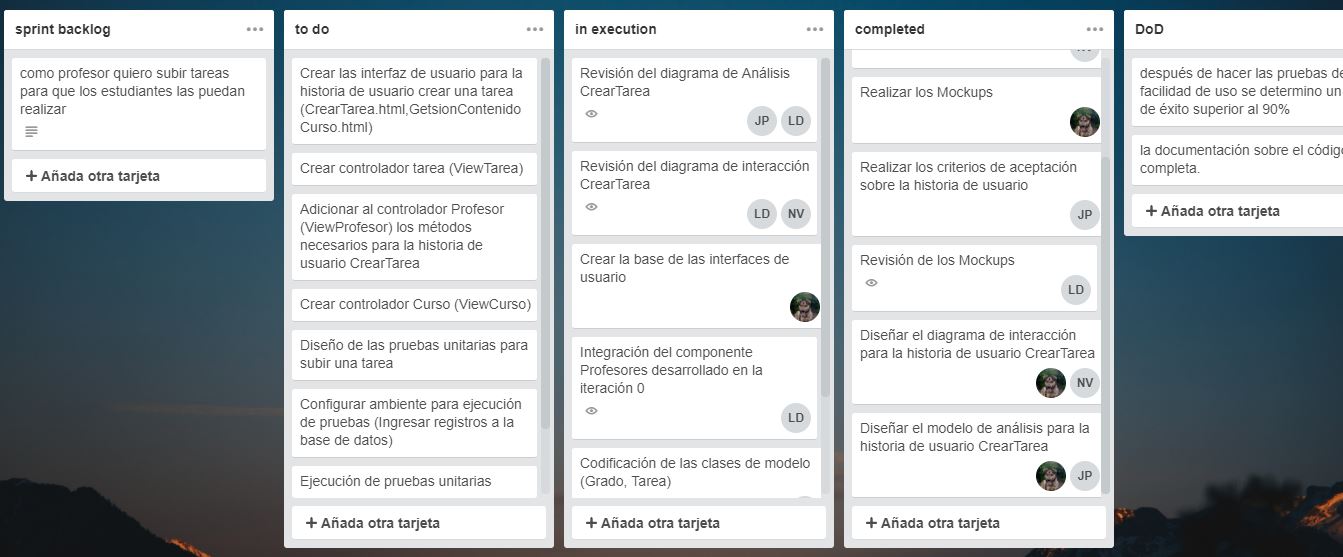 sprint backlog
como profesor quiero subir tareas
para que los estudiantes las puedan
realizar
+ Añada otra tarjeta
to do
Crear las interfaz de usuario para la
historia de usuario crear una tarea
(CrearTarea.html,GetsionContenido
Curso.html)
Crear controlador tarea (ViewTarea)
Adicionar al controlador Profesor
(ViewProfesor) los métodos
necesarios para la historia de
usuario CrearTarea
Crear controlador Curso (ViewCurso)
Diseño de las pruebas unitarias para
subir una tarea
Configurar ambiente para ejecución
de pruebas (Ingresar registros a la
base de datos)
Ejecución de pruebas unitarias
+ Añada otra tarjeta
in execution
Revisión del diagrama de Análisis
CrearTarea
JP LD
Revisión del diagrama de interacción
CrearTarea
LD NV
Crear la base de las interfaces de
usuario
Integración del componente
Profesores desarrollado en la
iteración 0
LD
Codificación de las clases de modelo
(Grado, Tarea)
+ Añada otra tarjeta
completed
Realizar los Mockups
Realizar los criterios de aceptación
sobre la historia de usuario
JP
Revisión de los Mockups
LD
Diseñar el diagrama de interacción
para la historia de usuario CrearTarea
NV
Diseñar el modelo de análisis para la
historia de usuario CrearTarea
JP
+ Añada otra tarjeta
DoD
después de hacer las pruebas de
facilidad de uso se determino un
de éxito superior al 90%
la documentación sobre el código
completa.
+ Añada otra tarjeta